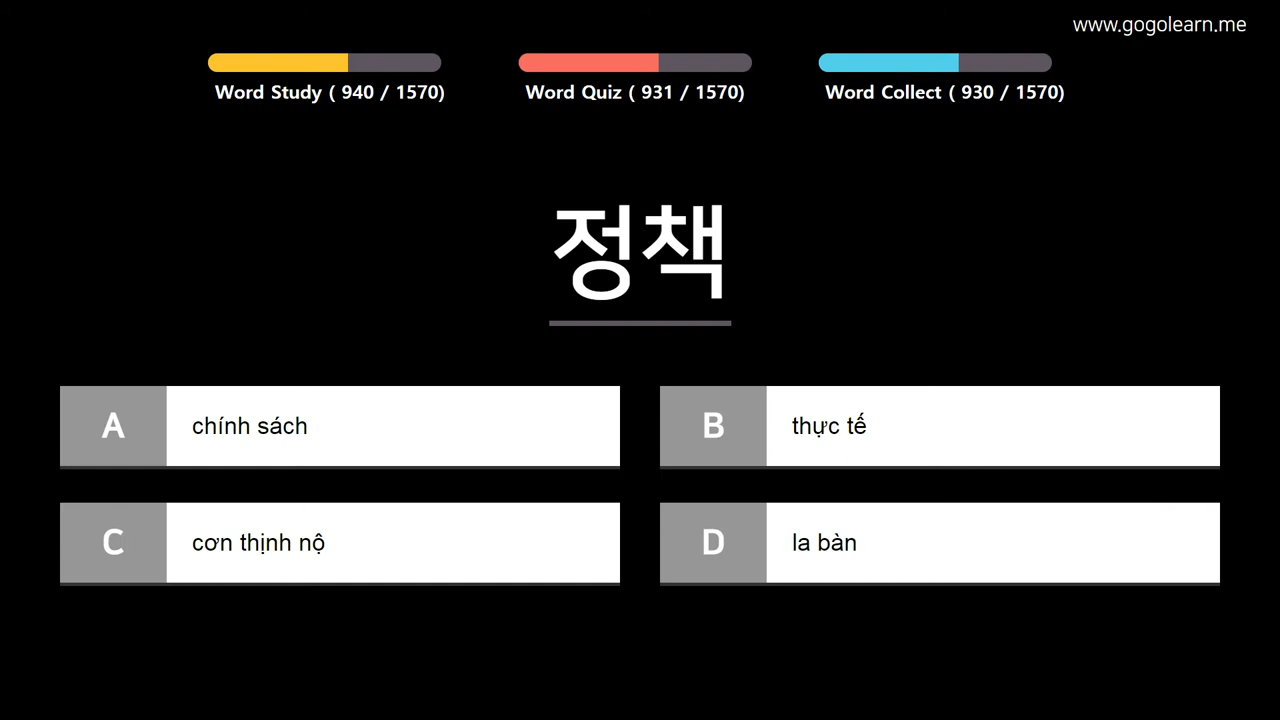 www.gogolearn.me
Word Study ( 940 / 1570)
Word Quiz ( 931 / 1570)
Word Collect ( 930 / 1570)
정책
A chính sách
B thực tế
C cơn thịnh nộ
D la bàn